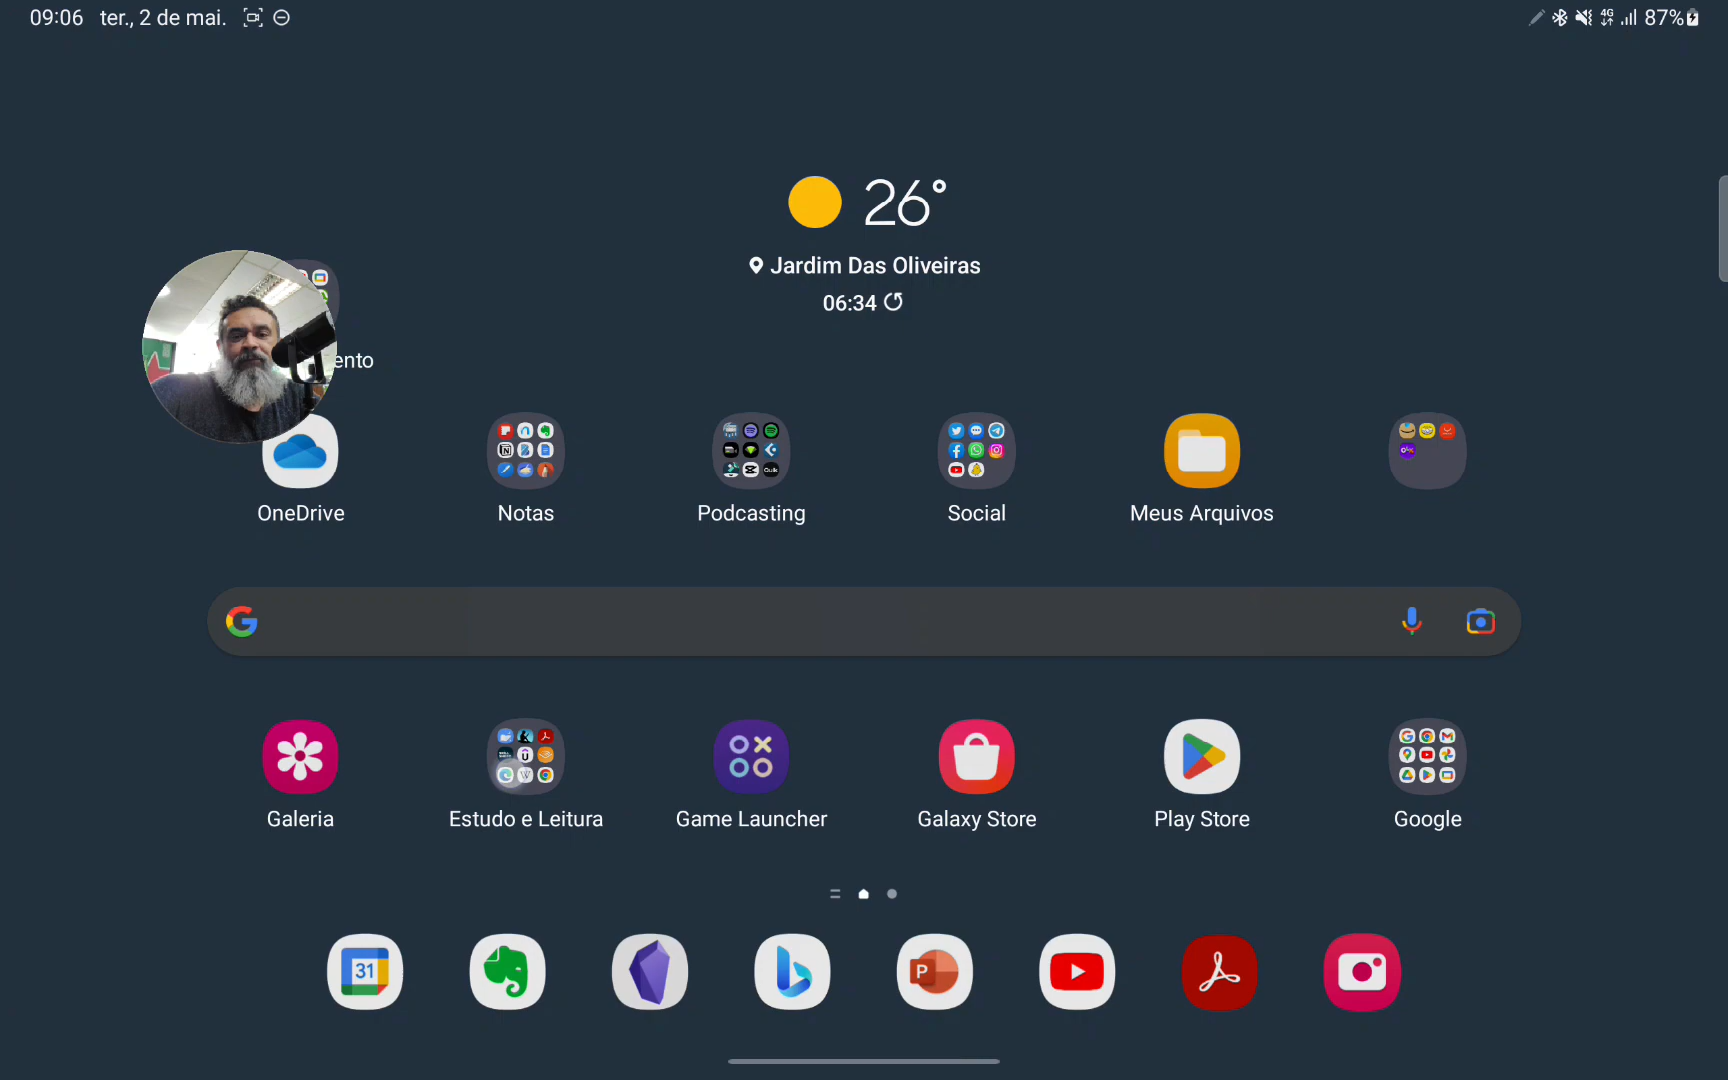 09:06 ter., 2 de mai.
4G 87%
26°
Jardim Das Oliveiras
06:34
ento
OneDrive Notas Podcasting Social Meus Arquivos
Galeria Estudo e Leitura Game Launcher Galaxy Store Play Store Google
31 P